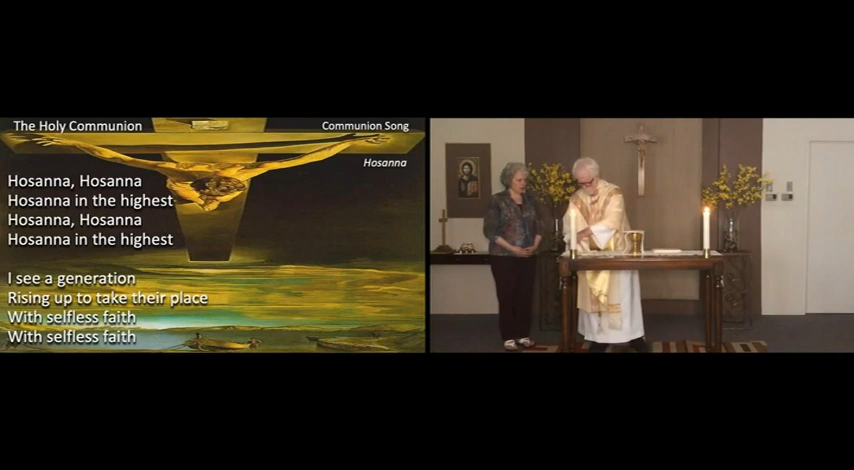 The Holy Communion
Communion Song
Hosanna
Hosanna, Hosanna
Hosanna in the highest
Hosanna, Hosanna
Hosanna in the highest
I see a generation
Rising up to take their place
With selfless faith
With selfless faith